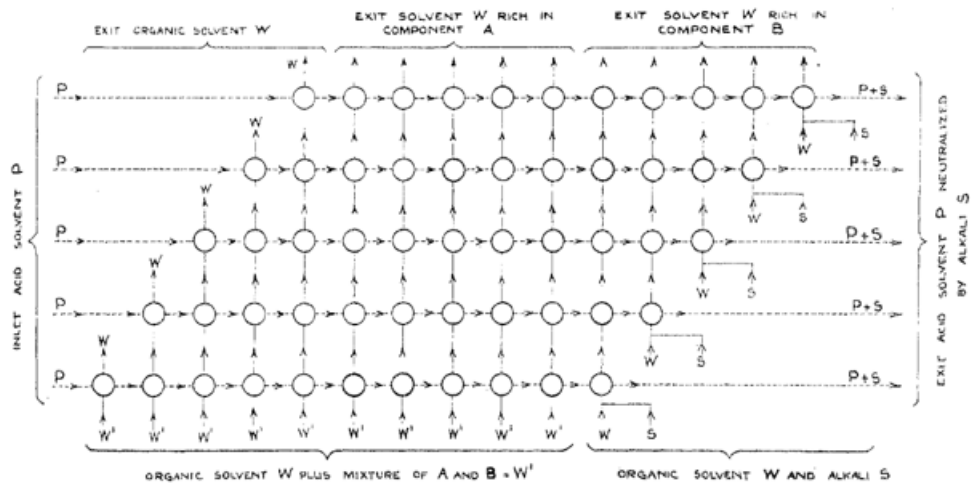 EXIT SOLVENT W RICH IN
COMPONENT A
EXIT SOLVENT W RICH IN
COMPONENT B
EXIT ORGANIC SOLVENT W
W
P
P+S
W
S
W
P
P+S
W
S
W
P
P+S
W
S
W
P
P+S
W
S
W
P
P+S
W' W' W' W' W' W' W' W' W' W' W S
INLET ACID SOLVENT P
EXIT ACID SOLVENT P NEUTRALIZED
BY ALKALI S
ORGANIC SOLVENT W PLUS MIXTURE OF A AND B = W'
ORGANIC SOLVENT W AND ALKALI S